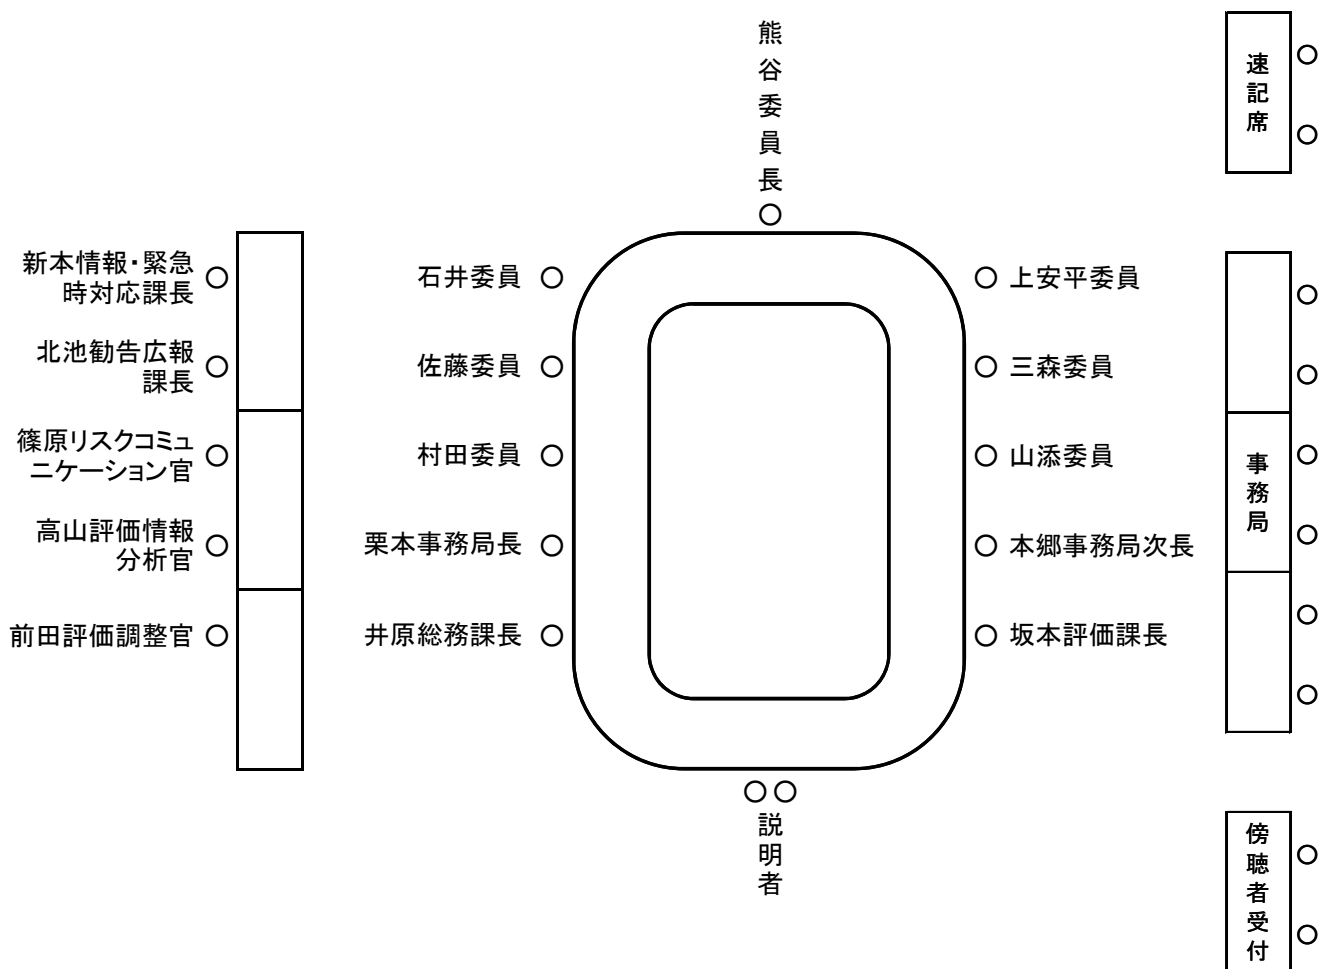 熊谷委員長
速記席
新本情報・緊急
時対応課長
北池勧告広報
課長
篠原リスクコミュ
ニケーション官
高山評価情報
分析官
前田評価調整官
石井委員
佐藤委員
村田委員
栗本事務局長
井原総務課長
上安平委員
三森委員
山添委員
本郷事務局次長
坂本評価課長
事務局
説明者
傍聴者受付